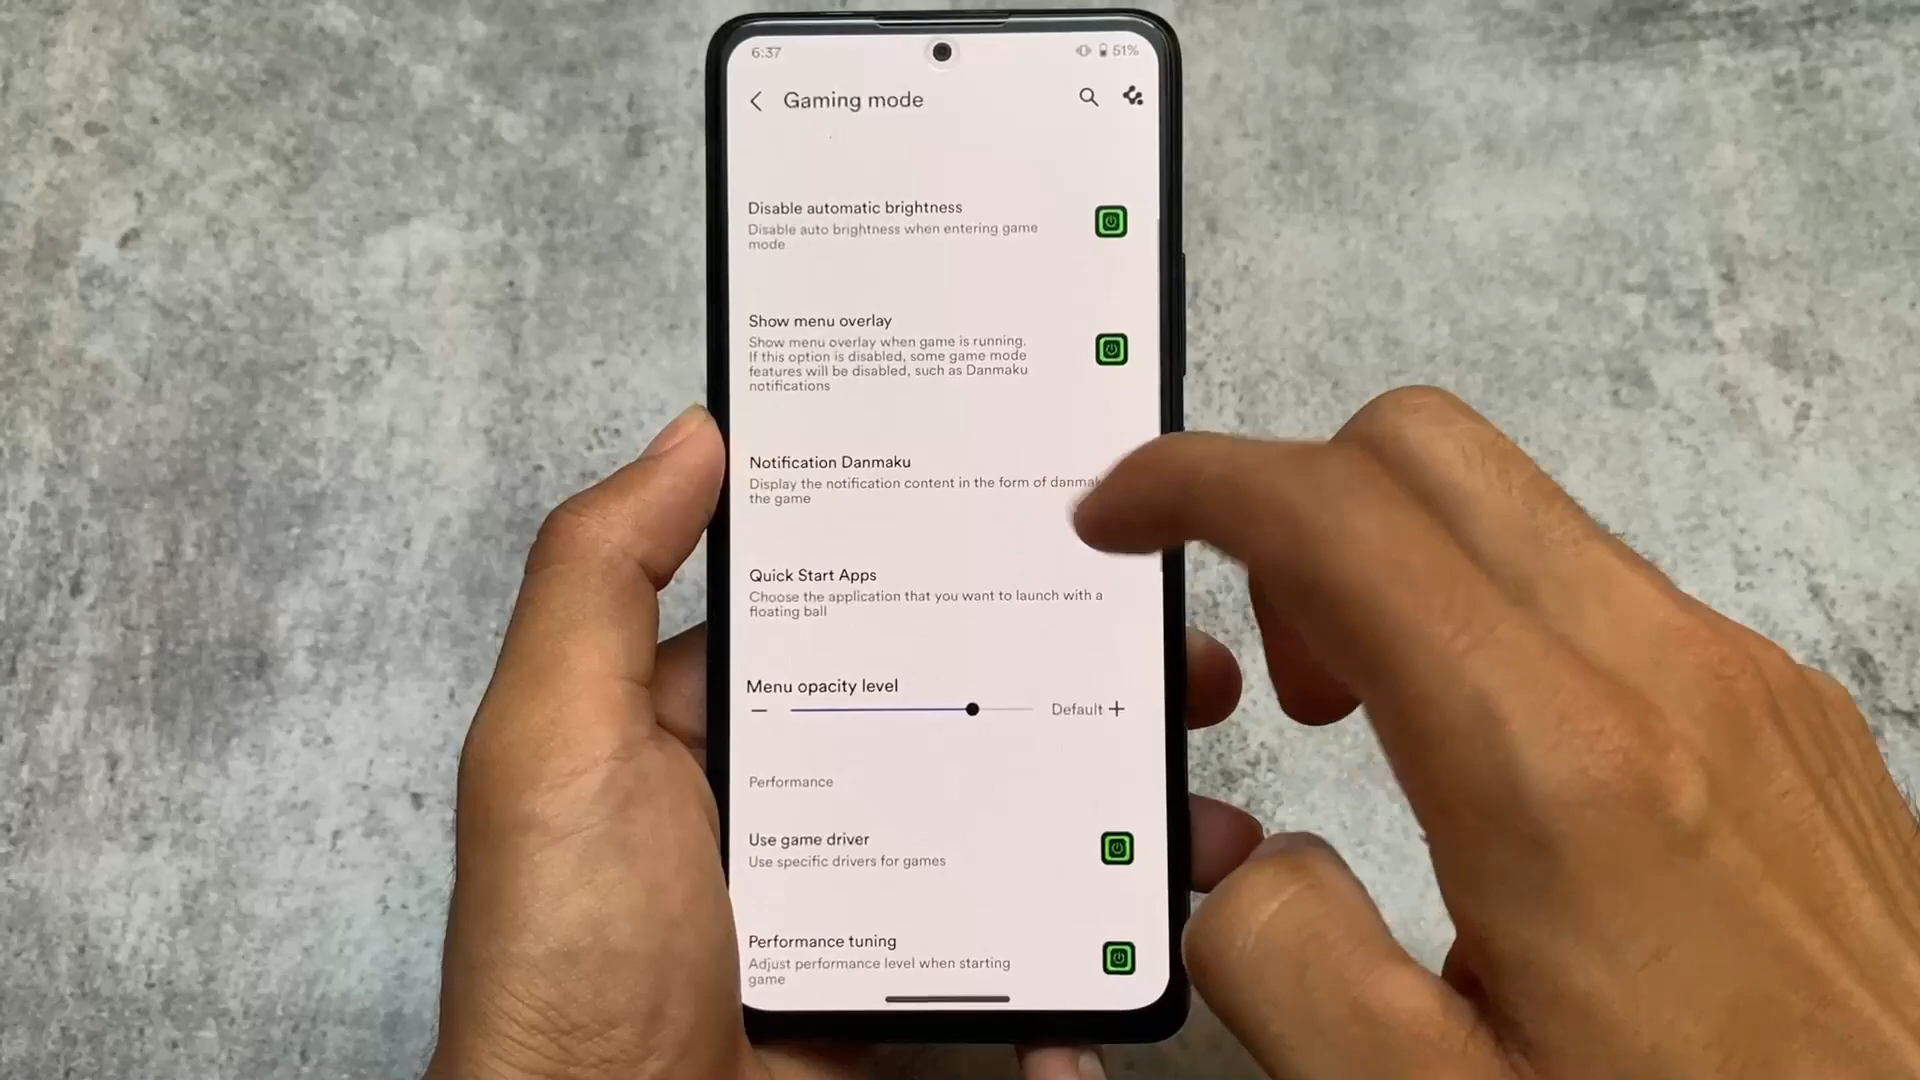 6:37
51%
Gaming mode
Disable automatic brightness
Disable auto brightness when entering game
mode
Show menu overlay
Show menu overlay when game is running.
If this option is disabled, some game mode
features will be disabled, such as Danmaku
notifications
Notification Danmaku
Display the notification content in the form of
the game
Quick Start Apps
Choose the application that you want to launch with a
floating ball
Menu opacity level
Default
Performance
Use game driver
Use specific drivers for games
Performance tuning
Adjust performance level when starting
game